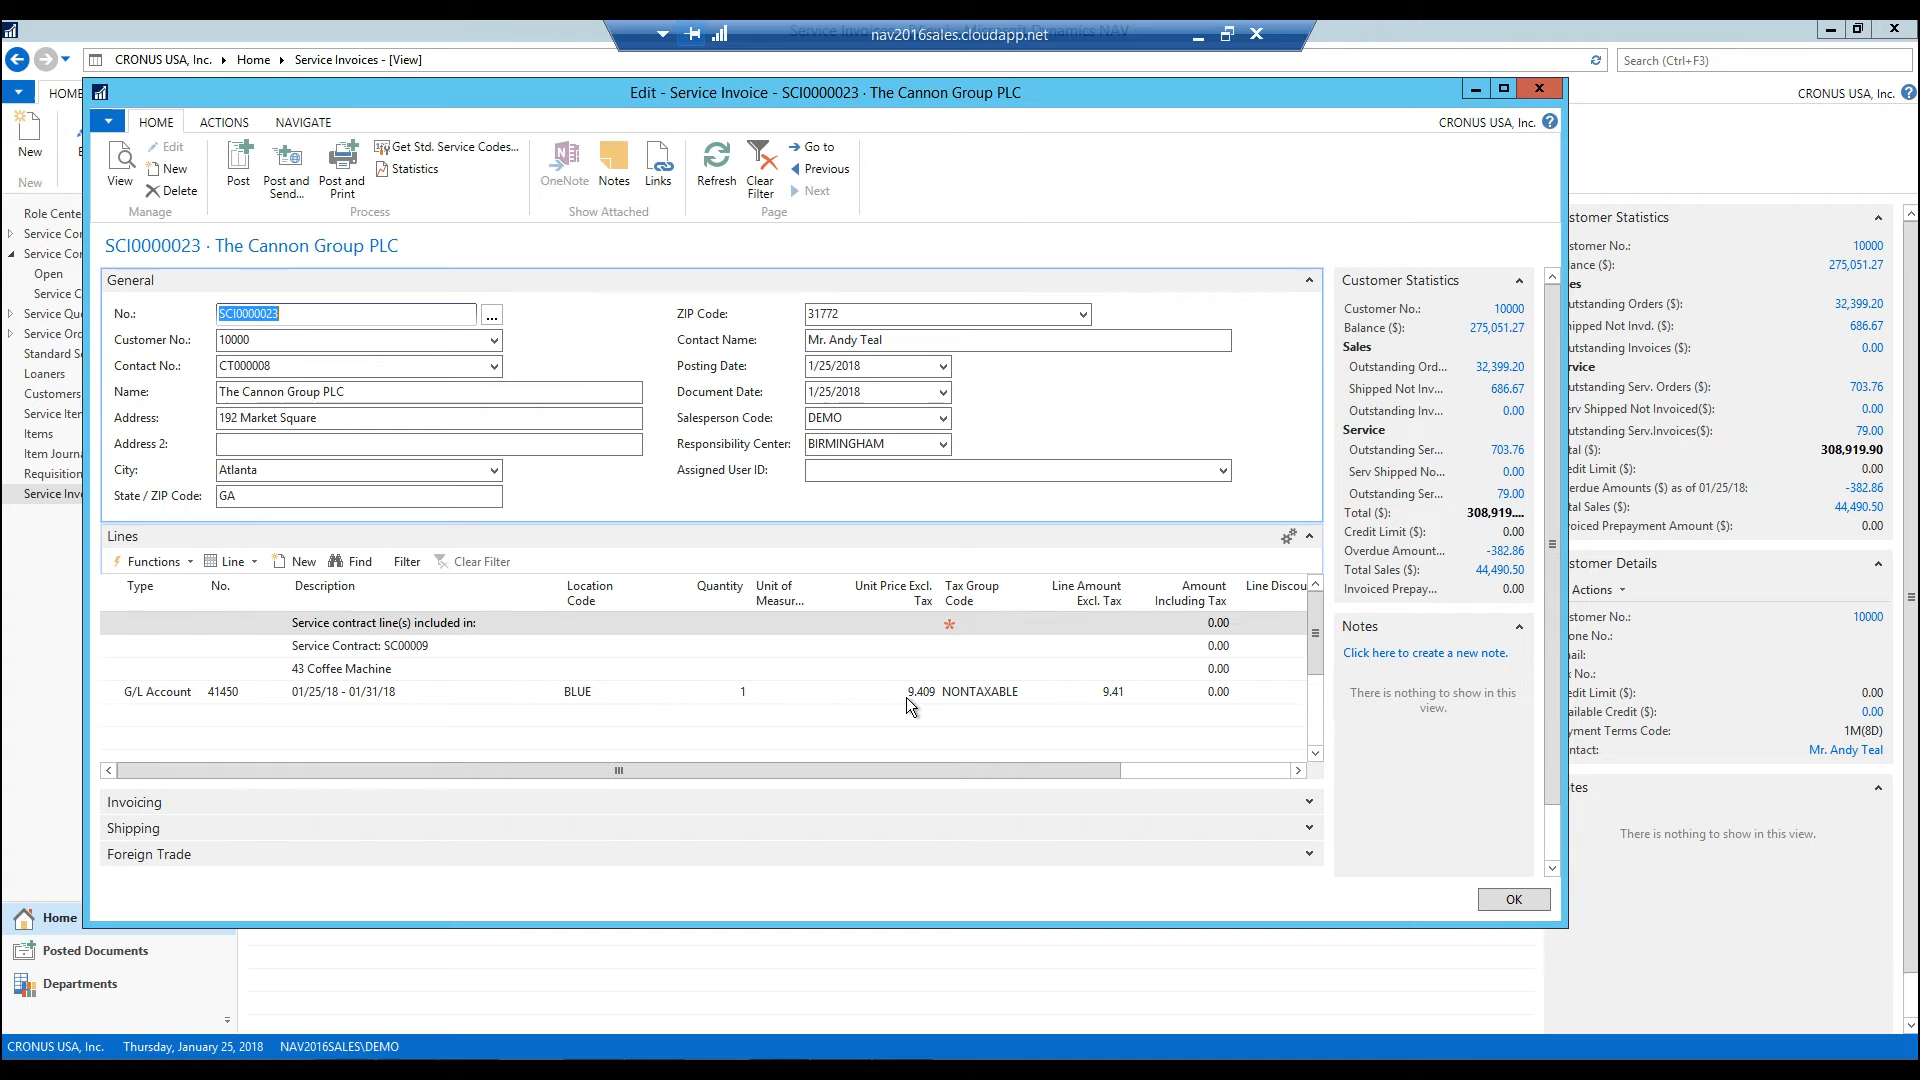 Service Invo
Microsoft Dynamics NAV
nav2016sales.cloudapp.net
CRONUS USA, Inc.
Home
Service Invoices - [View]
Search (Ctrl+F3)
HOME
CRONUS USA, Inc.
New
E
New
Role Cente
Service Con
Service Con
Open
Service C
Service Quo
Service Ord
Standard Se
Loaners
Customers
Service Iten
Items
Item Journa
Requisition
Service Invo
Edit - Service Invoice - SCI0000023 · The Cannon Group PLC
HOME
ACTIONS
NAVIGATE
CRONUS USA, Inc.
View
Edit
New
Delete
Manage
Post
Post and Send...
Post and Print
Get Std. Service Codes...
Statistics
Process
OneNote
Notes
Links
Show Attached
Refresh
Clear Filter
Go to
Previous
Next
Page
SCI0000023 · The Cannon Group PLC
General
No.: SCI0000023 ...
Customer No.: 10000
Contact No.: CT000008
Name: The Cannon Group PLC
Address: 192 Market Square
Address 2:
City: Atlanta
State / ZIP Code: GA
ZIP Code: 31772
Contact Name: Mr. Andy Teal
Posting Date: 1/25/2018
Document Date: 1/25/2018
Salesperson Code: DEMO
Responsibility Center: BIRMINGHAM
Assigned User ID:
Lines
Functions Line New Find Filter Clear Filter
Type No. Description Location Code Quantity Unit of Measur... Unit Price Excl. Tax Tax Group Code Line Amount Excl. Tax Amount Including Tax Line Discou
Service contract line(s) included in: * 0.00
Service Contract: SC00009 0.00
43 Coffee Machine 0.00
G/L Account 41450 01/25/18 - 01/31/18 BLUE 1 9.409 NONTAXABLE 9.41 0.00
Invoicing
Shipping
Foreign Trade
Customer Statistics
Customer No.: 10000
Balance ($): 275,051.27
Sales
Outstanding Ord... 32,399.20
Shipped Not Inv... 686.67
Outstanding Inv... 0.00
Service
Outstanding Ser... 703.76
Serv Shipped No... 0.00
Outstanding Ser... 79.00
Total ($): 308,919....
Credit Limit ($): 0.00
Overdue Amount... -382.86
Total Sales ($): 44,490.50
Invoiced Prepay... 0.00
Notes
Click here to create a new note.
There is nothing to show in this view.
OK
stomer Statistics
stomer No.: 10000
ance ($): 275,051.27
es
utstanding Orders ($): 32,399.20
hipped Not Invd. ($): 686.67
utstanding Invoices ($): 0.00
rvice
utstanding Serv. Orders ($): 703.76
erv Shipped Not Invoiced($): 0.00
utstanding Serv.Invoices($): 79.00
tal ($): 308,919.90
edit Limit ($): 0.00
erdue Amounts ($) as of 01/25/18: -382.86
tal Sales ($): 44,490.50
oiced Prepayment Amount ($): 0.00
stomer Details
Actions
stomer No.: 10000
one No.:
ail:
x No.:
edit Limit ($): 0.00
ailable Credit ($): 0.00
yment Terms Code: 1M(8D)
ntact: Mr. Andy Teal
tes
There is nothing to show in this view.
Home
Posted Documents
Departments
CRONUS USA, Inc. Thursday, January 25, 2018 NAV2016SALES\DEMO